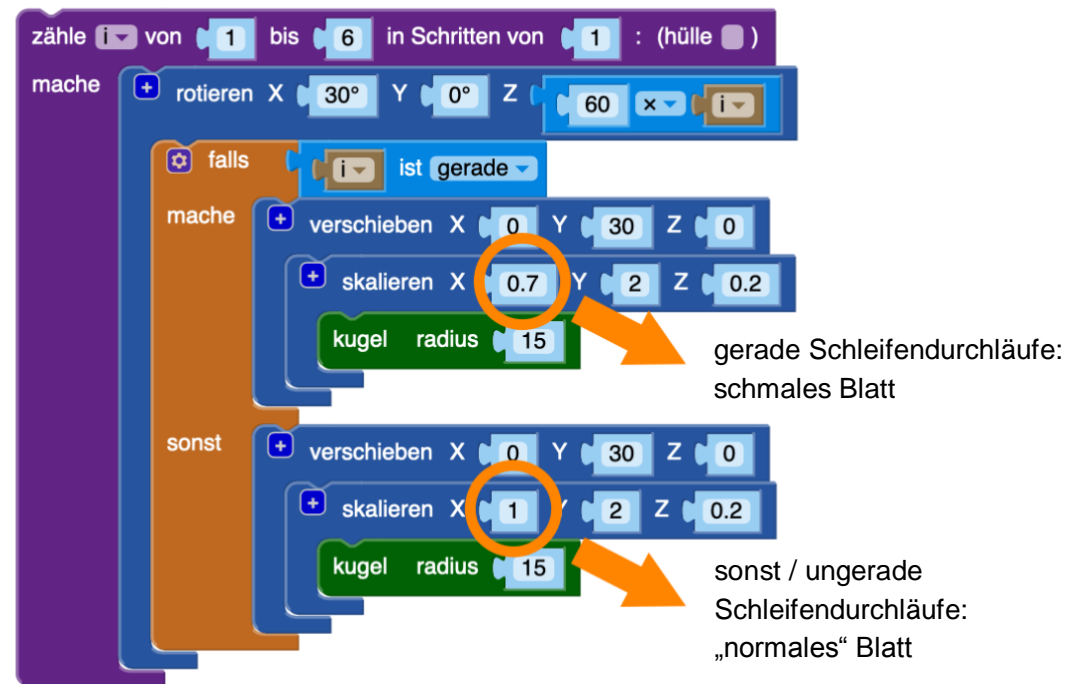 zähle i von 1 bis 6 in Schritten von 1 : (hülle )
mache
rotieren X 30° Y 0° Z 60 × i
falls i ist gerade
mache
verschieben X 0 Y 30 Z 0
skalieren X 0.7 Y 2 Z 0.2
kugel radius 15
gerade Schleifendurchläufe:
schmales Blatt
sonst
verschieben X 0 Y 30 Z 0
skalieren X 1 Y 2 Z 0.2
kugel radius 15
sonst / ungerade
Schleifendurchläufe:
„normales“ Blatt